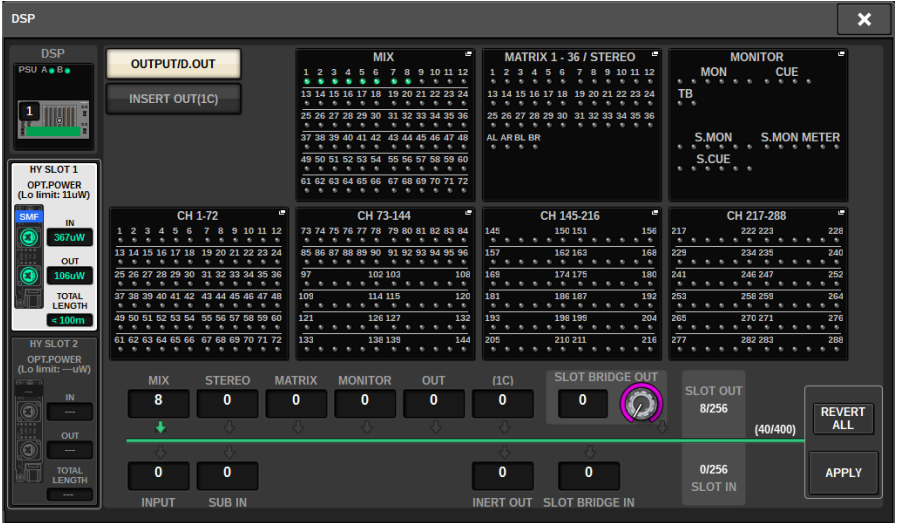 DSP
DSP
PSU A B
1
HY SLOT 1
OPT.POWER
(Lo limit: 11uW)
SMF
IN
367uW
OUT
106uW
TOTAL
LENGTH
< 100m
HY SLOT 2
OPT.POWER
(Lo limit: ---uW)
IN
---
OUT
---
TOTAL
LENGTH
---
OUTPUT/D.OUT
INSERT OUT(1C)
MIX
1 2 3 4 5 6 7 8 9 10 11 12
13 14 15 16 17 18 19 20 21 22 23 24
25 26 27 28 29 30 31 32 33 34 35 36
37 38 39 40 41 42 43 44 45 46 47 48
49 50 51 52 53 54 55 56 57 58 59 60
61 62 63 64 65 66 67 68 69 70 71 72
MATRIX 1 - 36 / STEREO
1 2 3 4 5 6 7 8 9 10 11 12
13 14 15 16 17 18 19 20 21 22 23 24
25 26 27 28 29 30 31 32 33 34 35 36
AL AR BL BR
MONITOR
MON CUE
TB
S.MON S.MON METER
S.CUE
CH 1-72
1 2 3 4 5 6 7 8 9 10 11 12
13 14 15 16 17 18 19 20 21 22 23 24
25 26 27 28 29 30 31 32 33 34 35 36
37 38 39 40 41 42 43 44 45 46 47 48
49 50 51 52 53 54 55 56 57 58 59 60
61 62 63 64 65 66 67 68 69 70 71 72
CH 73-144
73 74 75 76 77 78 79 80 81 82 83 84
85 86 87 88 89 90 91 92 93 94 95 96
97 102 103 108
109 114 115 120
121 126 127 132
133 138 139 144
CH 145-216
145 150 151 156
157 162 163 168
169 174 175 180
181 186 187 192
193 198 199 204
205 210 211 216
CH 217-288
217 222 223 228
229 234 235 240
241 246 247 252
253 258 259 264
265 270 271 276
277 282 283 288
MIX STEREO MATRIX MONITOR OUT (1C) SLOT BRIDGE OUT
8 0 0 0 0 0 0
SLOT OUT
8/256
(40/400)
0 0 0 0
0/256
SLOT IN
INPUT SUB IN INERT OUT SLOT BRIDGE IN
REVERT
ALL
APPLY